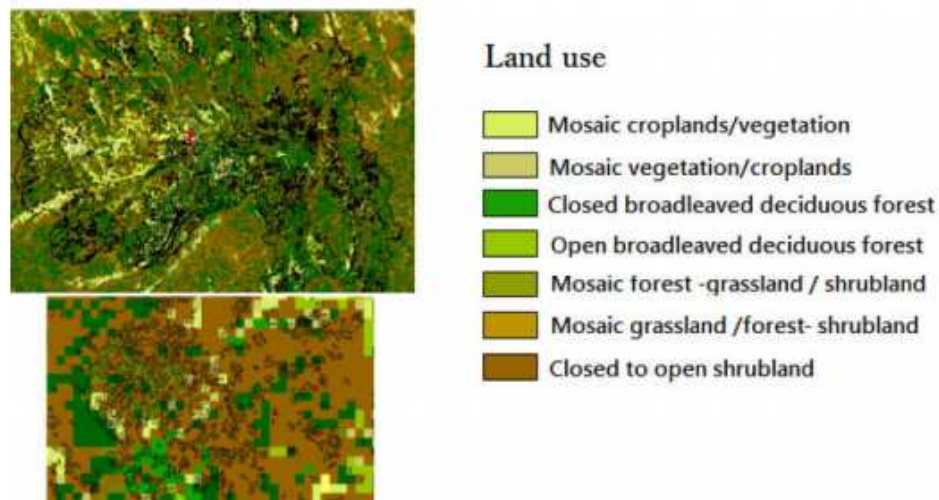 Land use
Mosaic croplands/vegetation
Mosaic vegetation/croplands
Closed broadleaved deciduous forest
Open broadleaved deciduous forest
Mosaic forest -grassland / shrubland
Mosaic grassland /forest- shrubland
Closed to open shrubland